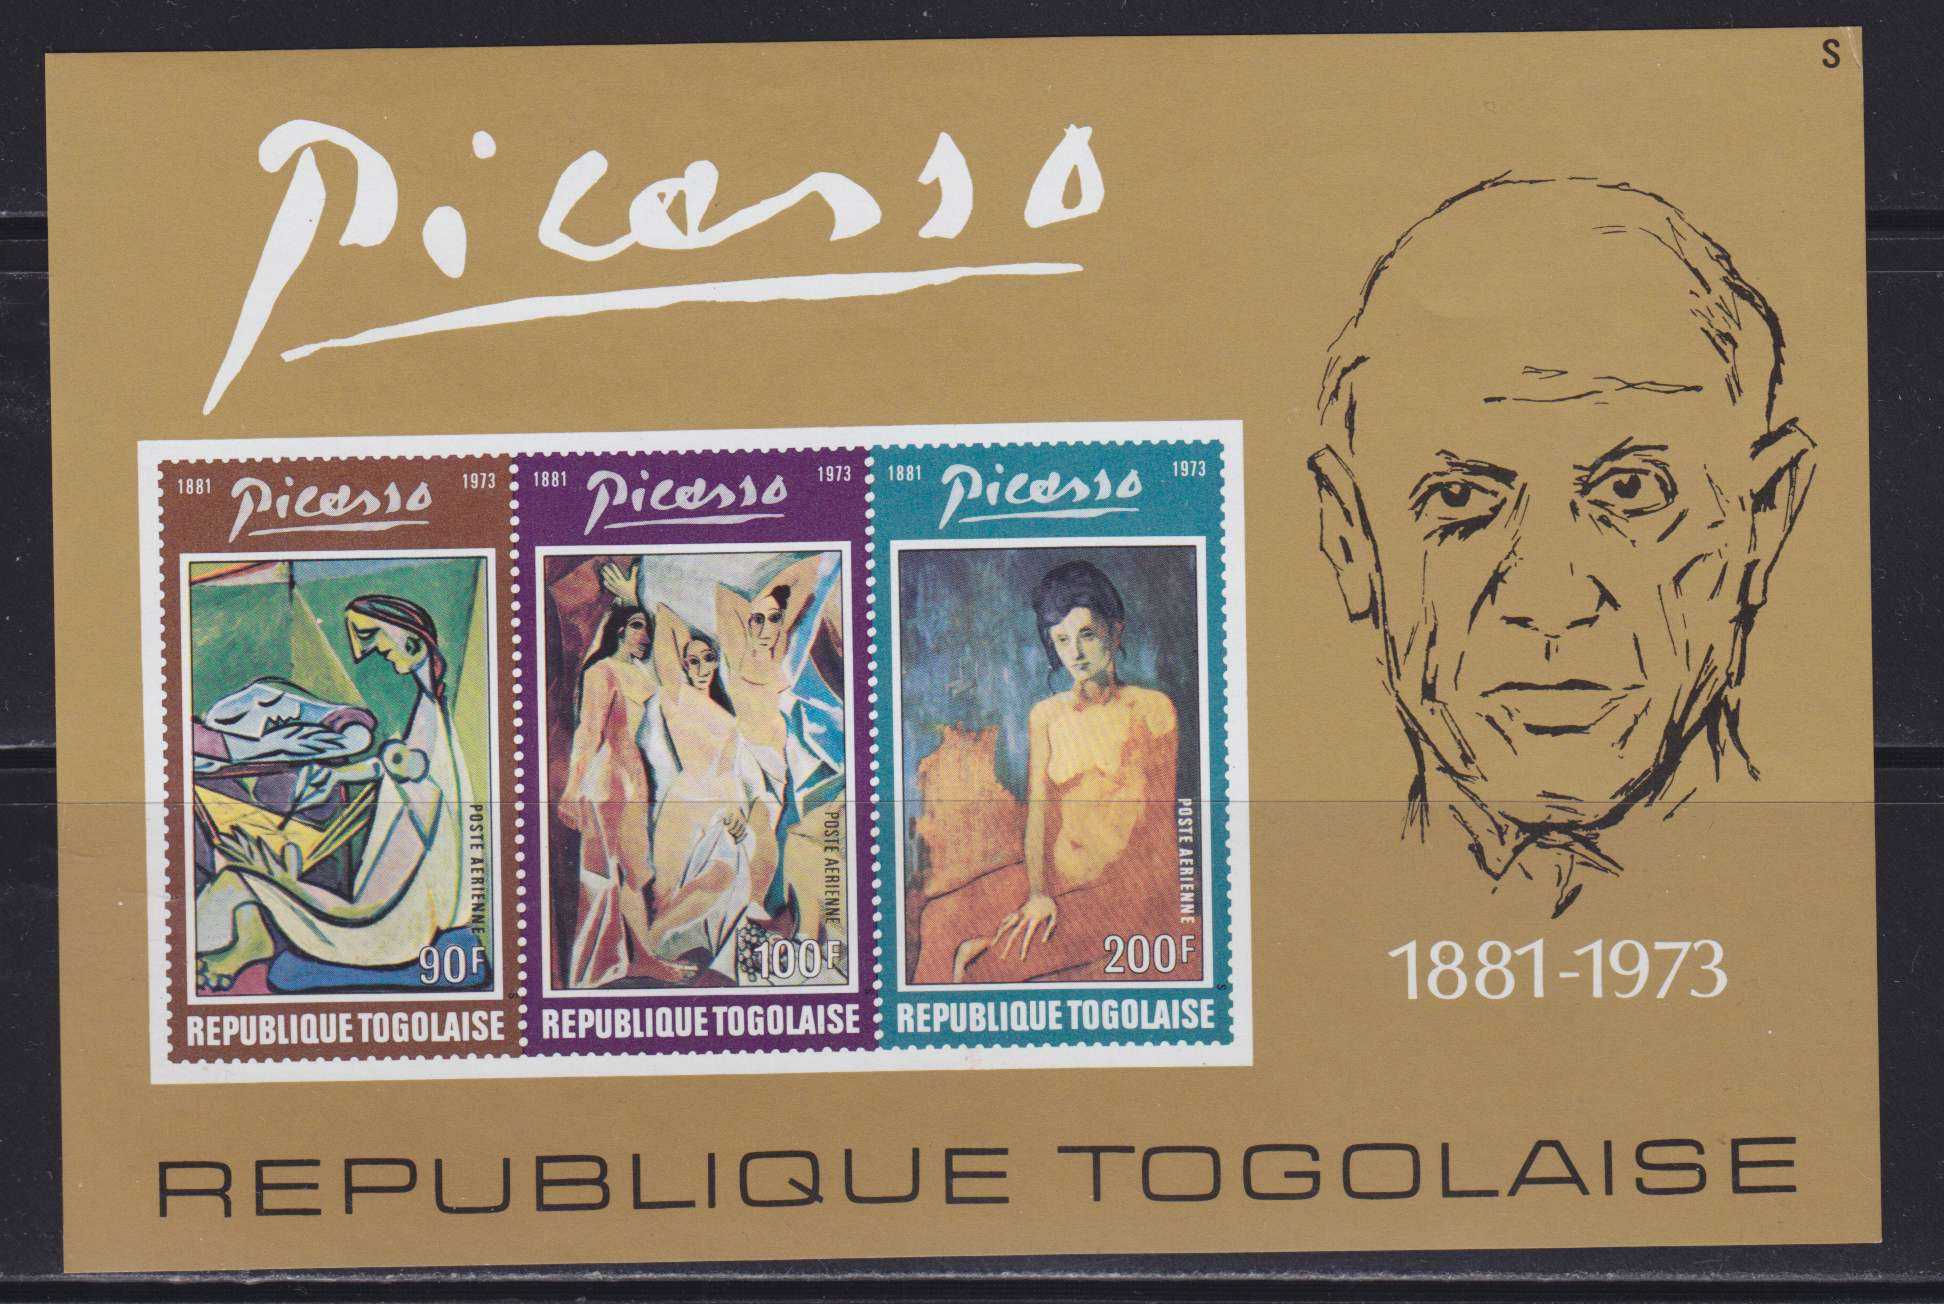 S
Picasso
1881 Picasso 1973
POSTE AERIENNE
90F
S
REPUBLIQUE TOGOLAISE
1881 Picasso 1973
POSTE AERIENNE
100F
S
REPUBLIQUE TOGOLAISE
1881 Picasso 1973
POSTE AERIENNE
200F
S
REPUBLIQUE TOGOLAISE
1881-1973
REPUBLIQUE TOGOLAISE